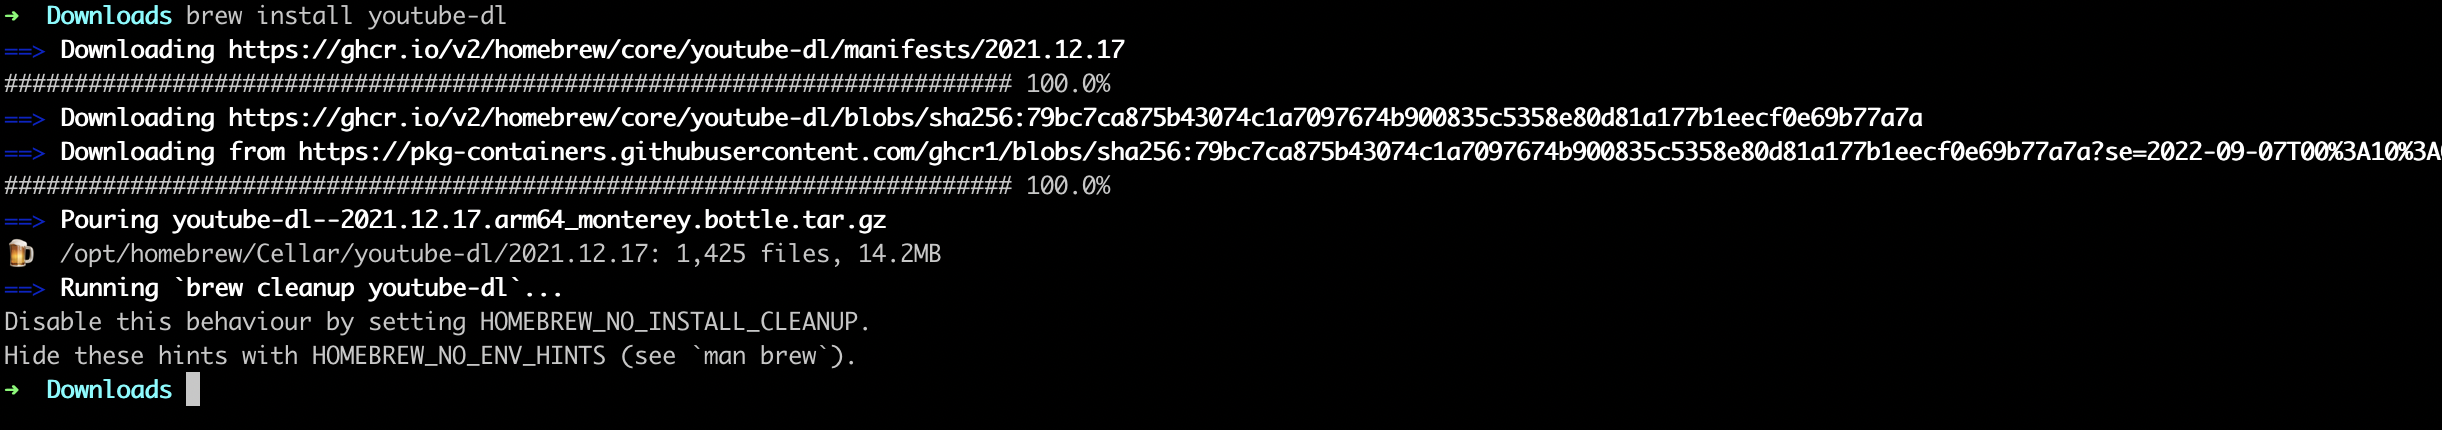 ➜  Downloads brew install youtube-dl
==> Downloading https://ghcr.io/v2/homebrew/core/youtube-dl/manifests/2021.12.17
######################################################################## 100.0%
==> Downloading https://ghcr.io/v2/homebrew/core/youtube-dl/blobs/sha256:79bc7ca875b43074c1a7097674b900835c5358e80d81a177b1eecf0e69b77a7a
==> Downloading from https://pkg-containers.githubusercontent.com/ghcr1/blobs/sha256:79bc7ca875b43074c1a7097674b900835c5358e80d81a177b1eecf0e69b77a7a?se=2022-09-07T00%3A10%3A
######################################################################## 100.0%
==> Pouring youtube-dl--2021.12.17.arm64_monterey.bottle.tar.gz
🍺  /opt/homebrew/Cellar/youtube-dl/2021.12.17: 1,425 files, 14.2MB
==> Running `brew cleanup youtube-dl`...
Disable this behaviour by setting HOMEBREW_NO_INSTALL_CLEANUP.
Hide these hints with HOMEBREW_NO_ENV_HINTS (see `man brew`).
➜  Downloads